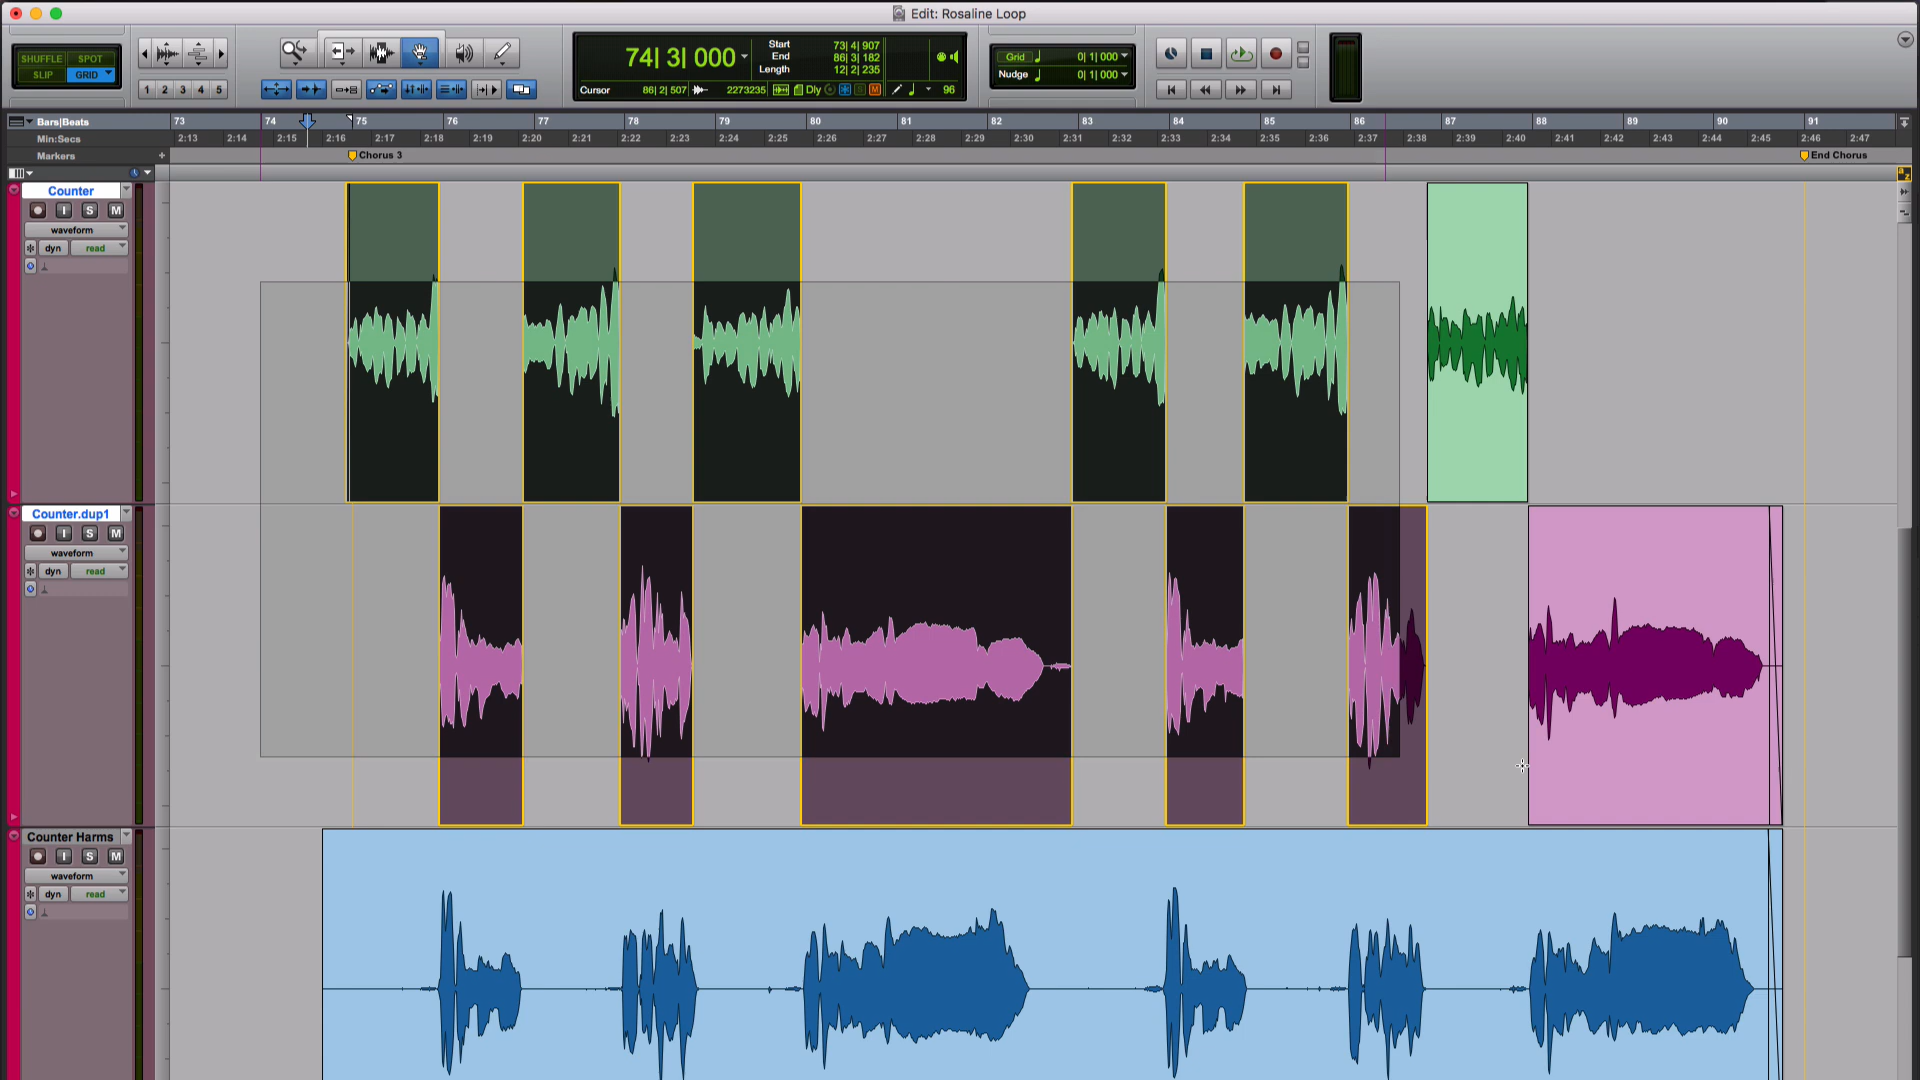 Edit: Rosaline Loop
SHUFFLE SPOT
SLIP GRID
1 2 3 4 5
74| 3| 000
Start 73| 4| 907
End 86| 3| 182
Length 12| 2| 235
Cursor 86| 2| 507 2273235 Dly S M 96
Grid 0| 1| 000
Nudge 0| 1| 000
Bars|Beats 73 74 75 76 77 78 79 80 81 82 83 84 85 86 87 88 89 90 91
Min:Secs 2:13 2:14 2:15 2:16 2:17 2:18 2:19 2:20 2:21 2:22 2:23 2:24 2:25 2:26 2:27 2:28 2:29 2:30 2:31 2:32 2:33 2:34 2:35 2:36 2:37 2:38 2:39 2:40 2:41 2:42 2:43 2:44 2:45 2:46 2:47
Markers + Chorus 3 End Chorus
a z
Counter
I S M
waveform
dyn read
Counter.dup1
I S M
waveform
dyn read
Counter Harms
I S M
waveform
dyn read